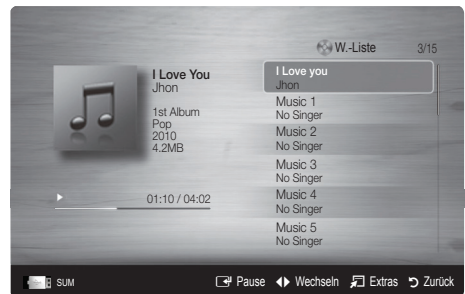 W.-Liste 3/15
I Love You
Jhon
1st Album
Pop
2010
4.2MB
01:10 / 04:02
I Love you
Jhon
Music 1
No Singer
Music 2
No Singer
Music 3
No Singer
Music 4
No Singer
Music 5
No Singer
SUM Pause Wechseln Extras Zurück